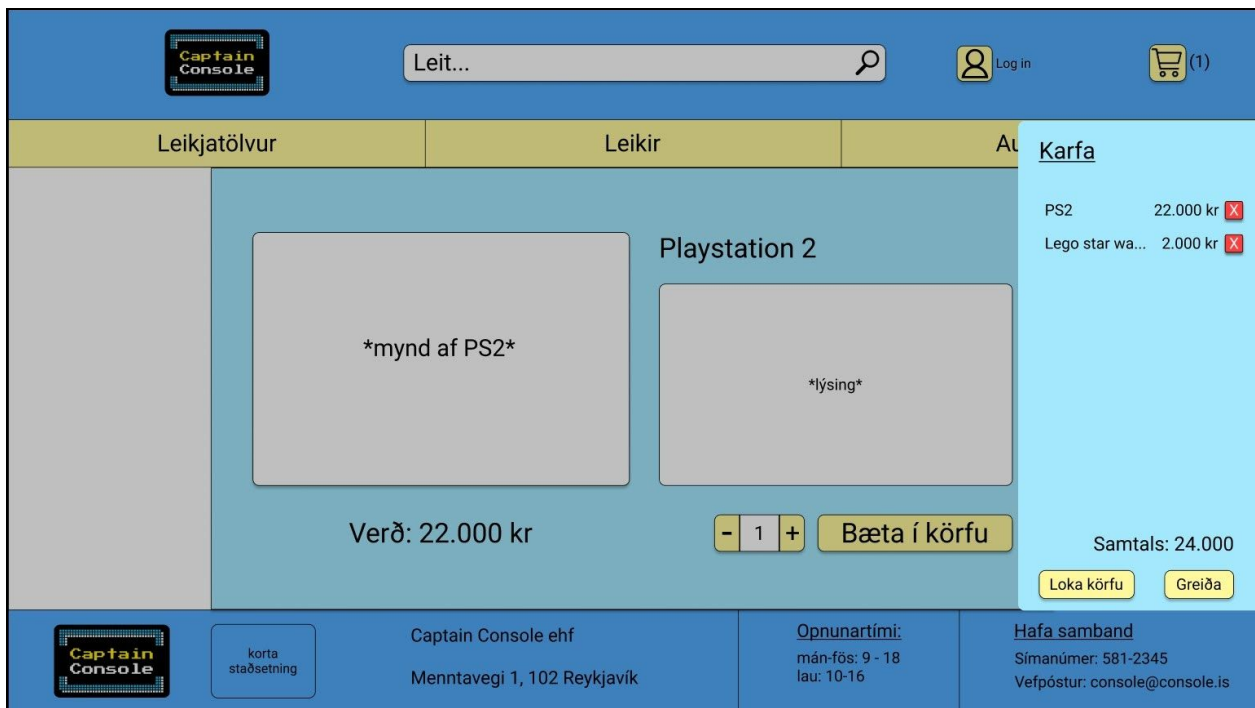 Captain
Console
Leit...
Log in
(1)
Leikjatölvur
Leikir
Au
Karfa
PS2 22.000 kr X
Lego star wa... 2.000 kr X
Playstation 2
*mynd af PS2*
*lýsing*
Verð: 22.000 kr
- 1 +
Bæta í körfu
Samtals: 24.000
Loka körfu
Greiða
Captain
Console
korta
staðsetning
Captain Console ehf
Menntavegi 1, 102 Reykjavík
Opnunartími:
mán-fös: 9 - 18
lau: 10-16
Hafa samband
Símanúmer: 581-2345
Vefpóstur: console@console.is